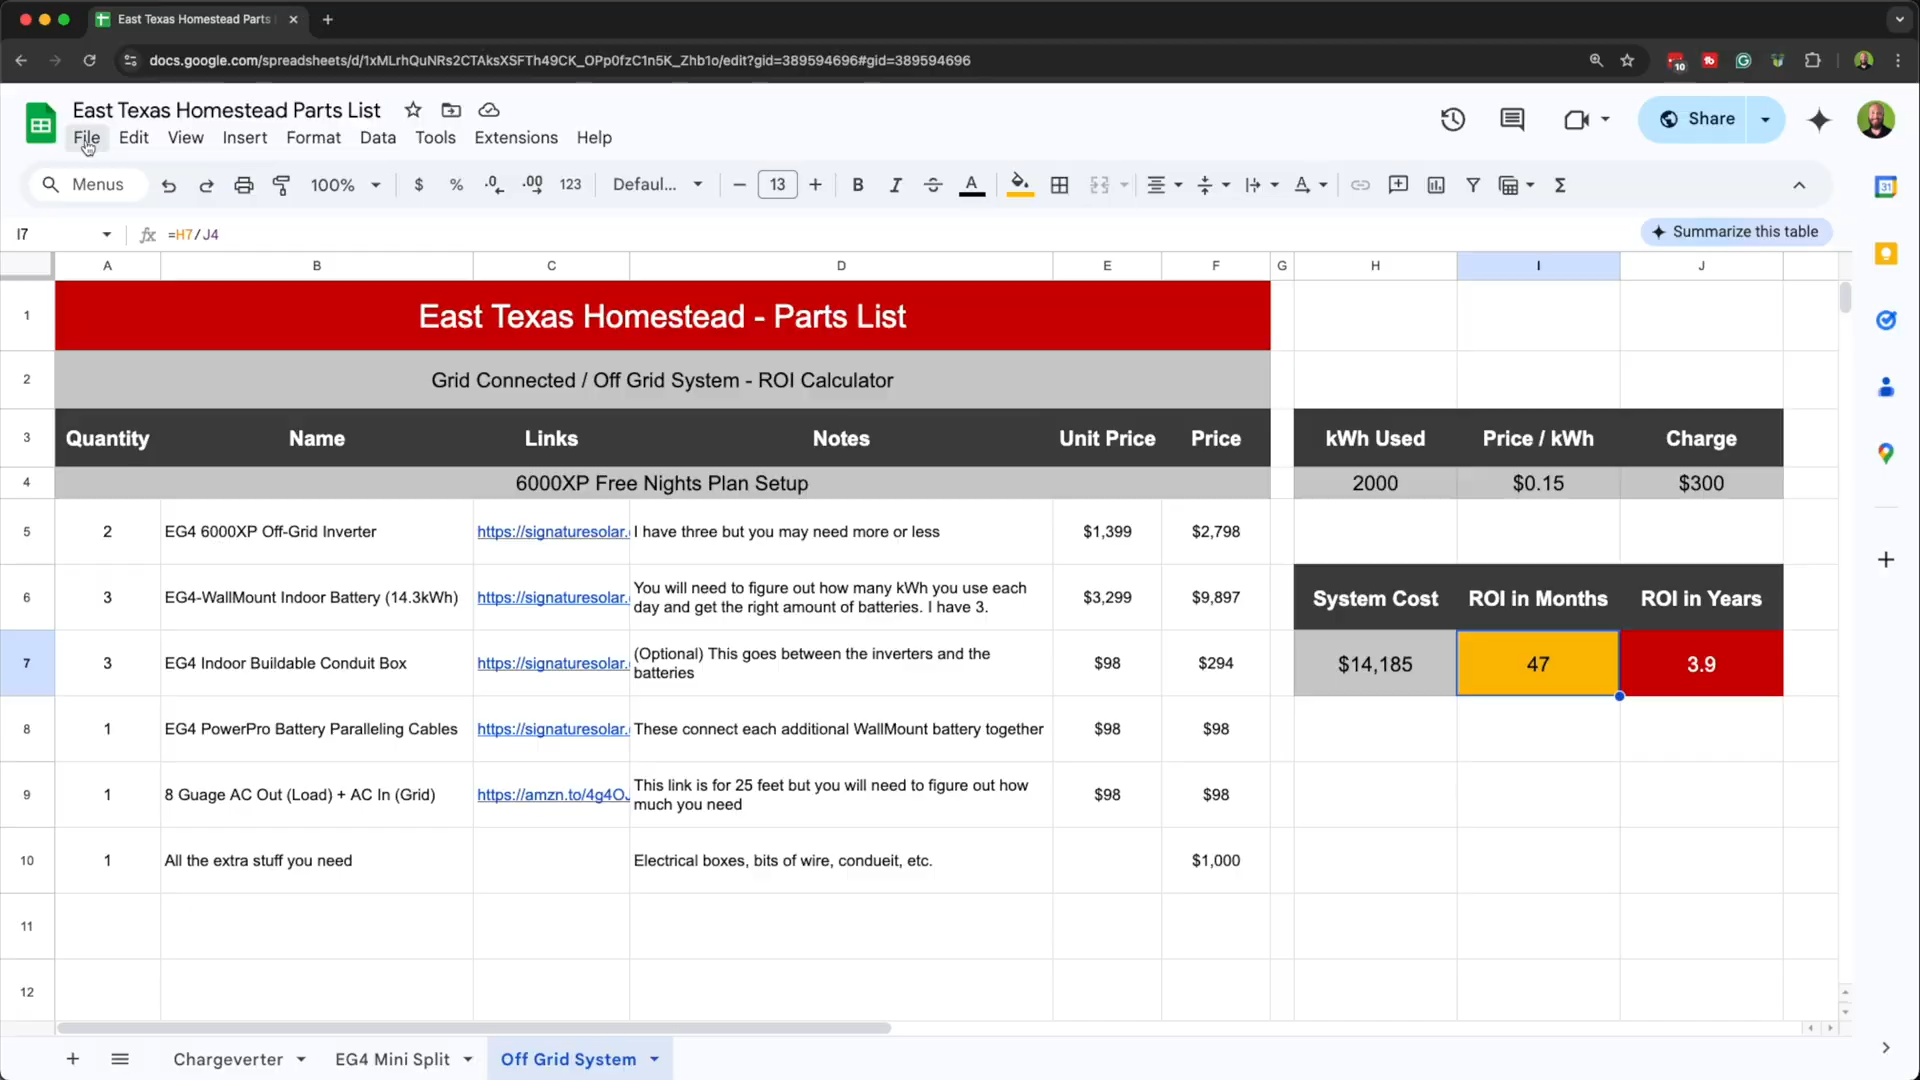 East Texas Homestead Parts
docs.google.com/spreadsheets/d/1xMLrhQuNRs2CTAksXSFTh49CK_OPp0fzC1n5K_Zhb1o/edit?gid=389594696#gid=389594696
10
East Texas Homestead Parts List
File Edit View Insert Format Data Tools Extensions Help
Share
Menus 100% $ % .0 .00 123 Defaul... 13 B I A
31
I7 fx =H7/J4
Summarize this table
A B C D E F G H I J
1 East Texas Homestead - Parts List
2 Grid Connected / Off Grid System - ROI Calculator
3 Quantity Name Links Notes Unit Price Price kWh Used Price / kWh Charge
4 6000XP Free Nights Plan Setup 2000 $0.15 $300
5 2 EG4 6000XP Off-Grid Inverter https://signaturesolar. I have three but you may need more or less $1,399 $2,798
6 3 EG4-WallMount Indoor Battery (14.3kWh) https://signaturesolar. You will need to figure out how many kWh you use each
day and get the right amount of batteries. I have 3. $3,299 $9,897 System Cost ROI in Months ROI in Years
7 3 EG4 Indoor Buildable Conduit Box https://signaturesolar. (Optional) This goes between the inverters and the
batteries $98 $294 $14,185 47 3.9
8 1 EG4 PowerPro Battery Paralleling Cables https://signaturesolar. These connect each additional WallMount battery together $98 $98
9 1 8 Guage AC Out (Load) + AC In (Grid) https://amzn.to/4g4OJ This link is for 25 feet but you will need to figure out how
much you need $98 $98
10 1 All the extra stuff you need Electrical boxes, bits of wire, condueit, etc. $1,000
11
12
Chargeverter EG4 Mini Split Off Grid System